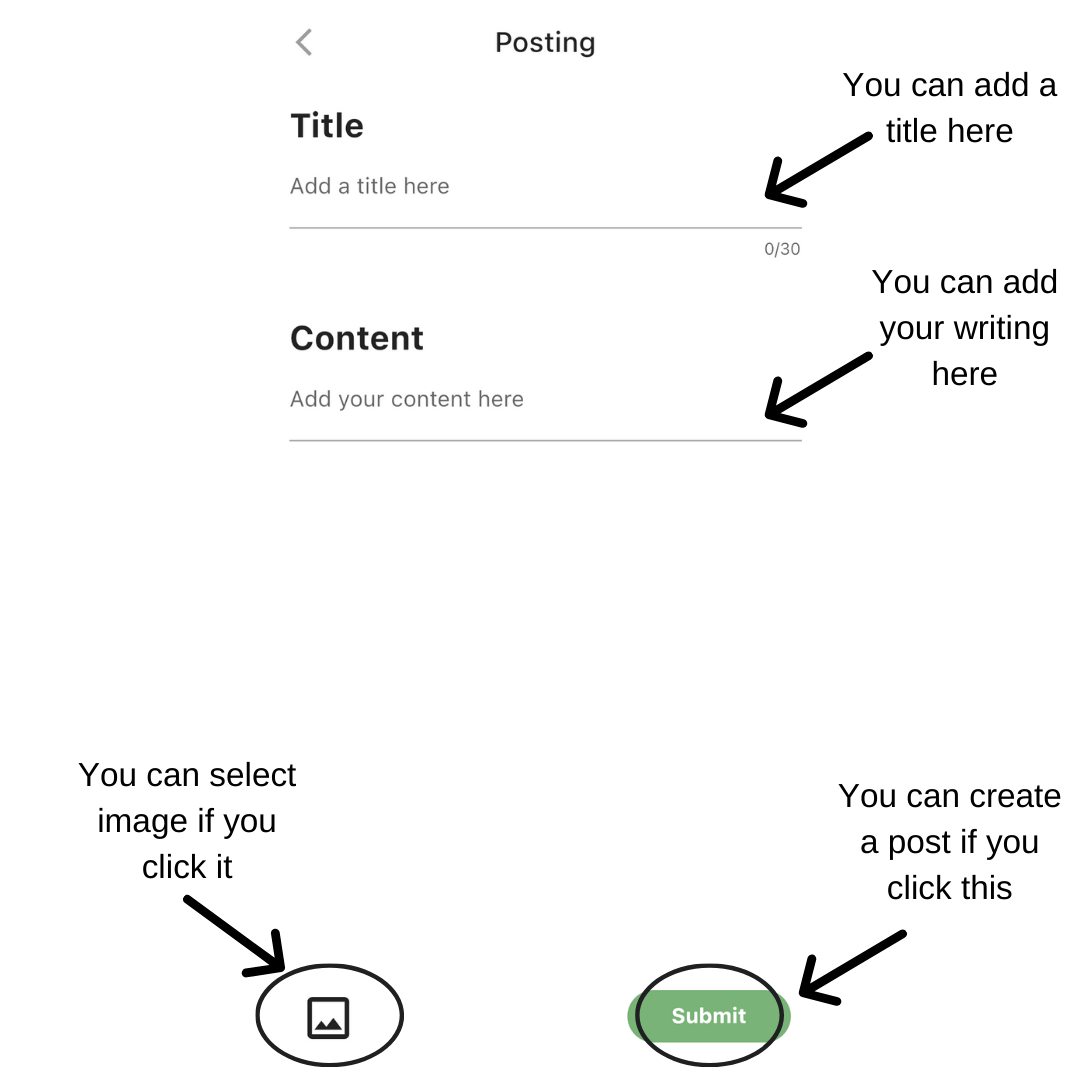 Posting
You can add a
title here
Title
Add a title here
0/30
You can add
your writing
here
Content
Add your content here
You can select
image if you
click it
You can create
a post if you
click this
Submit